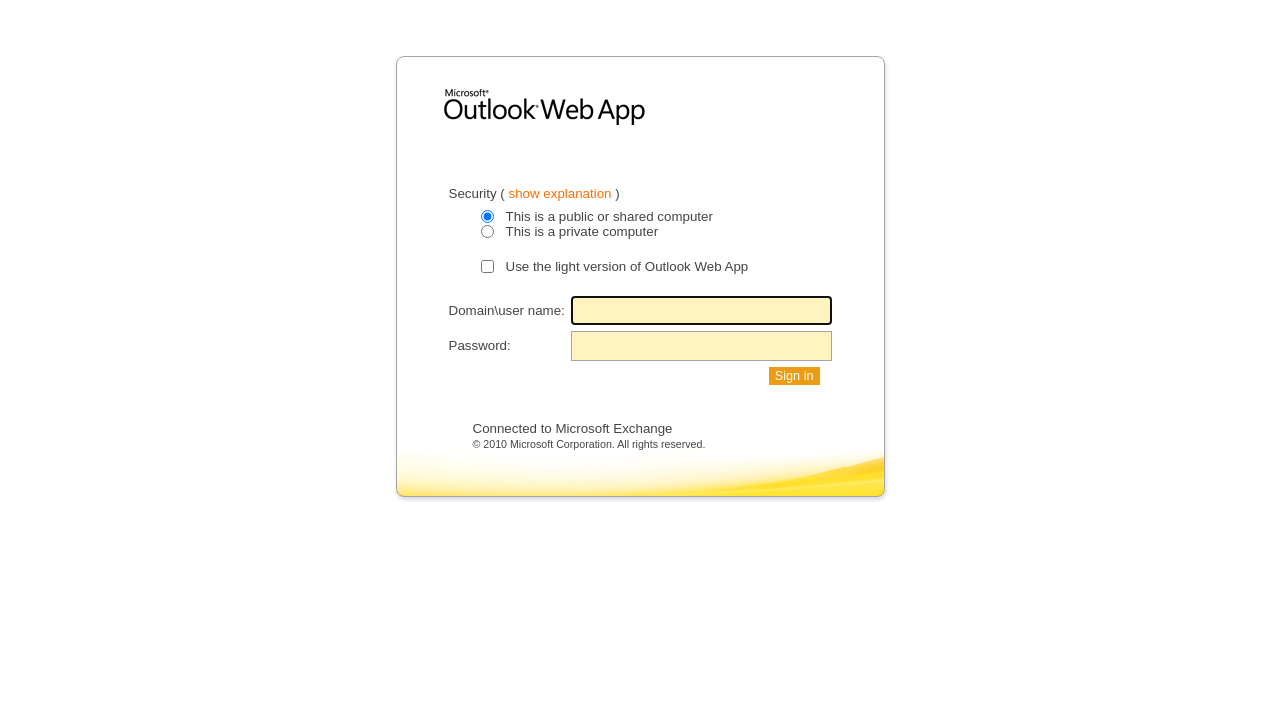 Microsoft®
Outlook® Web App
Security ( show explanation )
This is a public or shared computer
This is a private computer
Use the light version of Outlook Web App
Domain\user name:
Password:
Sign in
Connected to Microsoft Exchange
© 2010 Microsoft Corporation. All rights reserved.